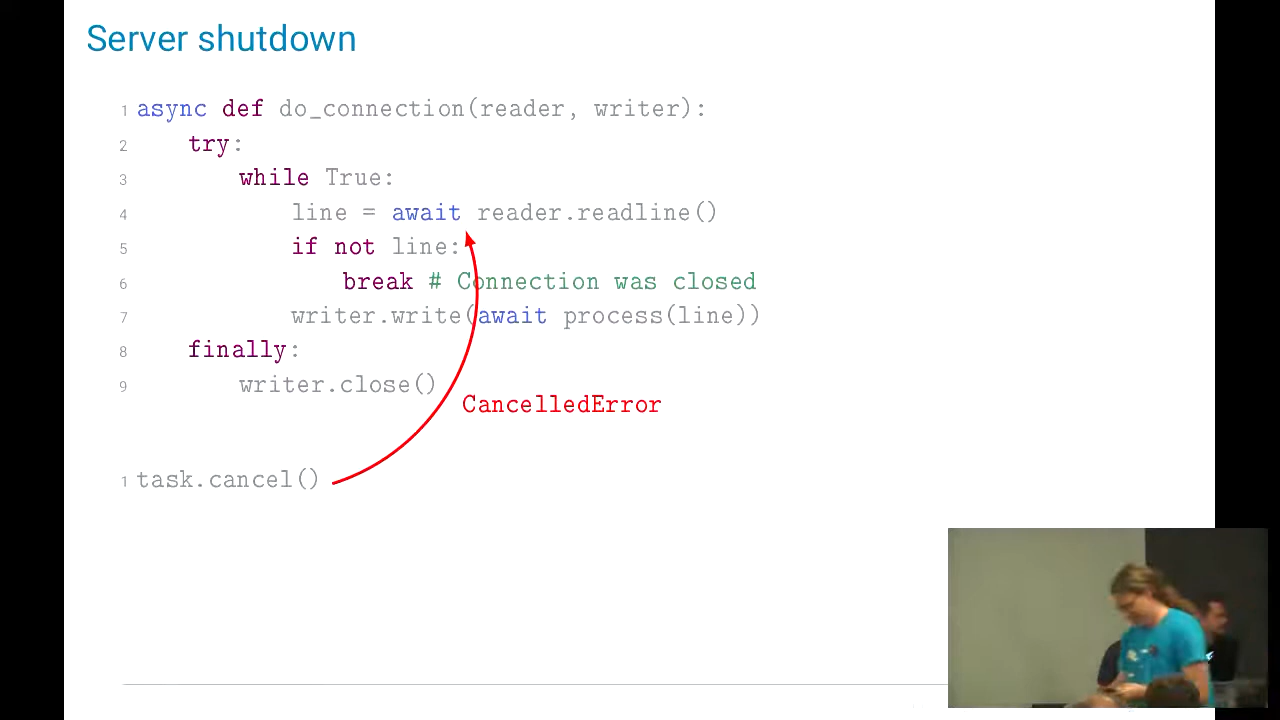 Server shutdown
1 async def do_connection(reader, writer):
2 try:
3 while True:
4 line = await reader.readline()
5 if not line:
6 break # Connection was closed
7 writer.write(await process(line))
8 finally:
9 writer.close()
CancelledError
1 task.cancel()